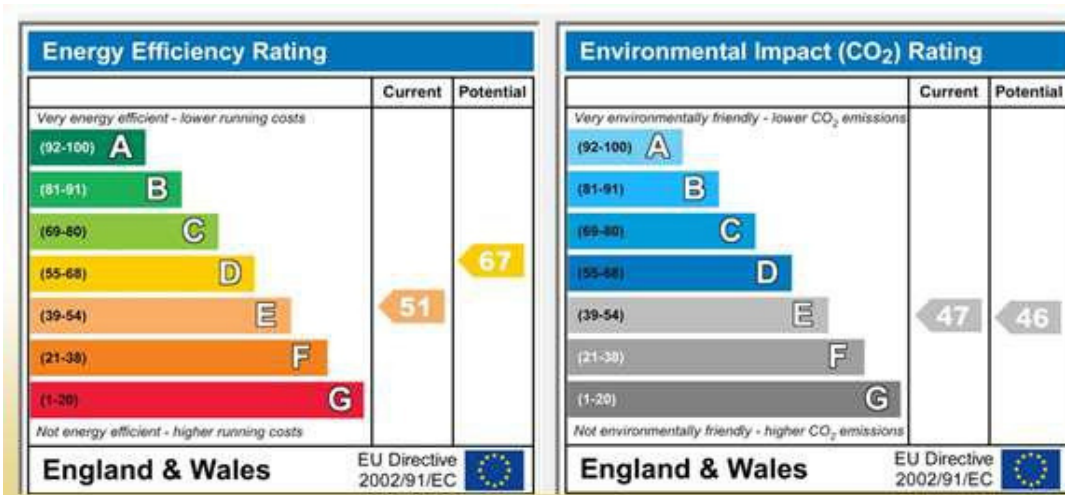 Energy Efficiency Rating
Current Potential
Very energy efficient - lower running costs
(92-100) A
(81-91) B
(69-80) C
(55-68) D
67
(39-54) E
51
(21-38) F
(1-20) G
Not energy efficient - higher running costs
England & Wales
EU Directive
2002/91/EC
Environmental Impact (CO2) Rating
Current Potential
Very environmentally friendly - lower CO2 emissions
(92-100) A
(81-91) B
(69-80) C
(55-68) D
(39-54) E
47 46
(21-38) F
(1-20) G
Not environmentally friendly - higher CO2 emissions
England & Wales
EU Directive
2002/91/EC